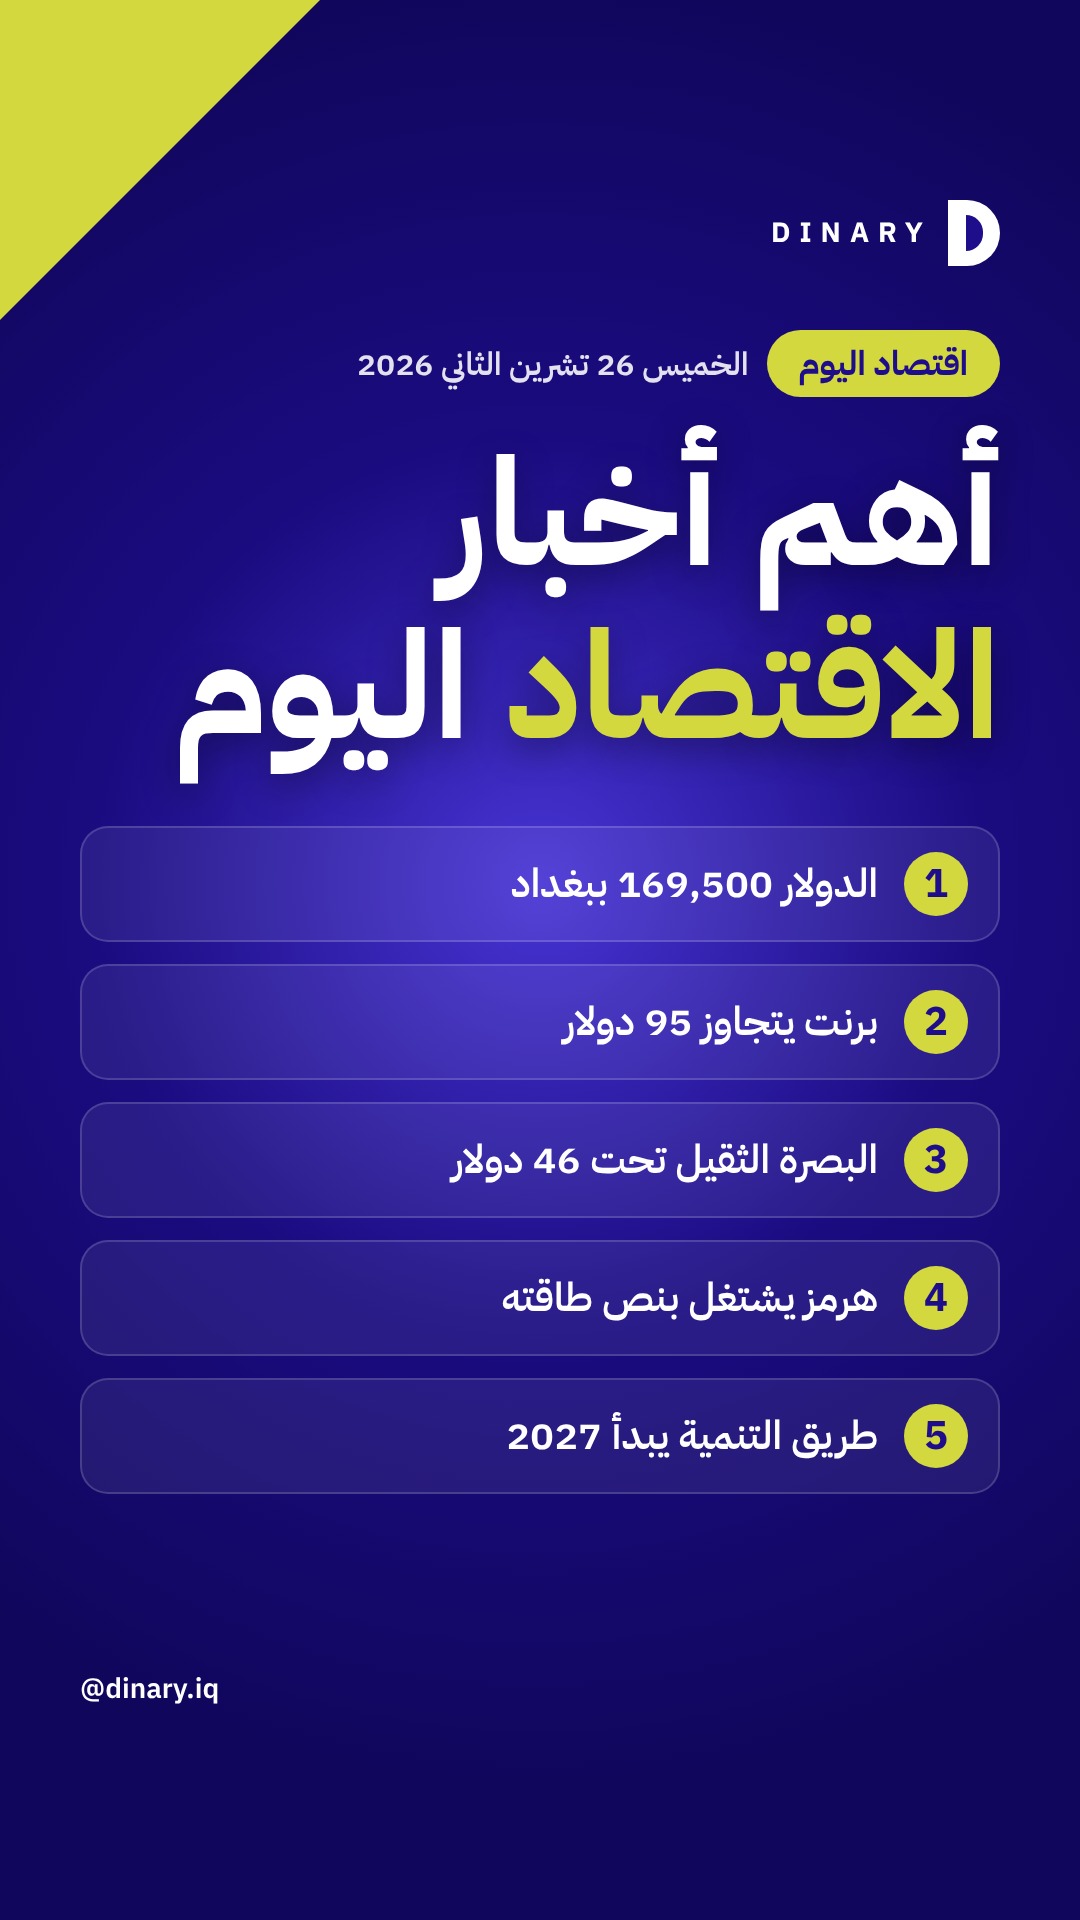 DINARY
اقتصاد اليوم الخميس 26 تشرين الثاني 2026
أهم أخبار
الاقتصاد اليوم
1 الدولار 169,500 ببغداد
2 برنت يتجاوز 95 دولار
3 البصرة الثقيل تحت 46 دولار
4 هرمز يشتغل بنص طاقته
5 طريق التنمية يبدأ 2027
@dinary.iq